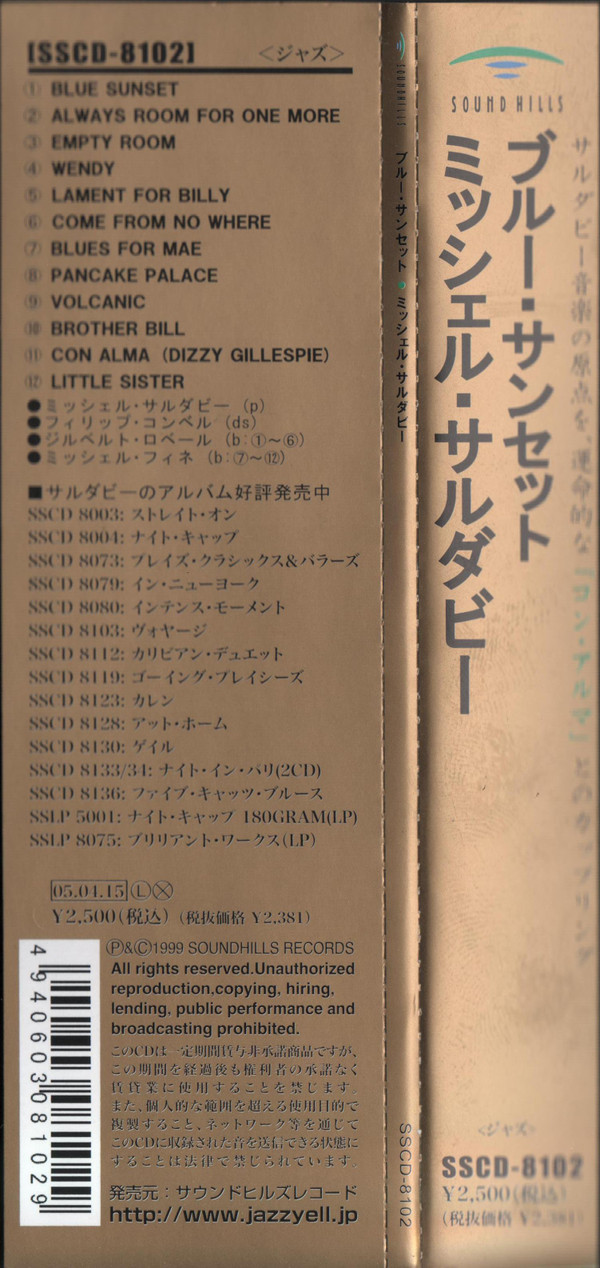 [SSCD-8102] <ジャズ>
① BLUE SUNSET
② ALWAYS ROOM FOR ONE MORE
③ EMPTY ROOM
④ WENDY
⑤ LAMENT FOR BILLY
⑥ COME FROM NO WHERE
⑦ BLUES FOR MAE
⑧ PANCAKE PALACE
⑨ VOLCANIC
⑩ BROTHER BILL
⑪ CON ALMA (DIZZY GILLESPIE)
⑫ LITTLE SISTER
●ミッシェル・サルダビー (p)
●フィリップ・コンベル (ds)
●ジルベルト・ロベール (b:①〜⑥)
●ミッシェル・フィネ (b:⑦〜⑫)
■サルダビーのアルバム好評発売中
SSCD 8003: ストレイト・オン
SSCD 8004: ナイト・キャップ
SSCD 8073: プレイズ・クラシックス&バラーズ
SSCD 8079: イン・ニューヨーク
SSCD 8080: インテンス・モーメント
SSCD 8103: ヴォヤージ
SSCD 8112: カリビアン・デュエット
SSCD 8119: ゴーイング・プレイシーズ
SSCD 8123: カレン
SSCD 8128: アット・ホーム
SSCD 8130: ゲイル
SSCD 8133/34: ナイト・イン・パリ(2CD)
SSCD 8136: ファイブ・キャッツ・ブルース
SSLP 5001: ナイト・キャップ 180GRAM(LP)
SSLP 8075: ブリリアント・ワークス(LP)
05.04.15 Ⓛ Ⓧ
¥2,500(税込) (税抜価格 ¥2,381)
4940603081029
Ⓟ&©1999 SOUNDHILLS RECORDS
All rights reserved.Unauthorized
reproduction,copying, hiring,
lending, public performance and
broadcasting prohibited.
このCDは一定期間賃与非承諾商品ですが、
この期間を経過後も権利者の承諾なく
賃貸業に使用することを禁じます。
また、個人的な範囲を超える使用目的で
複製すること、ネットワーク等を通じて
このCDに収録された音を送信できる状態に
することは法律で禁じられています。
発売元:サウンドヒルズレコード
http://www.jazzyell.jp
SOUNDHILLS
ブルー・サンセット●ミッシェル・サルダビー
SSCD-8102
SOUND HILLS
サルダビー音楽の原点を、運命的な「コン・アルマ」とのカップリング
ブルー・サンセット
ミッシェル・サルダビー
<ジャズ>
SSCD-8102
¥2,500(税込)
(税抜価格 ¥2,381)